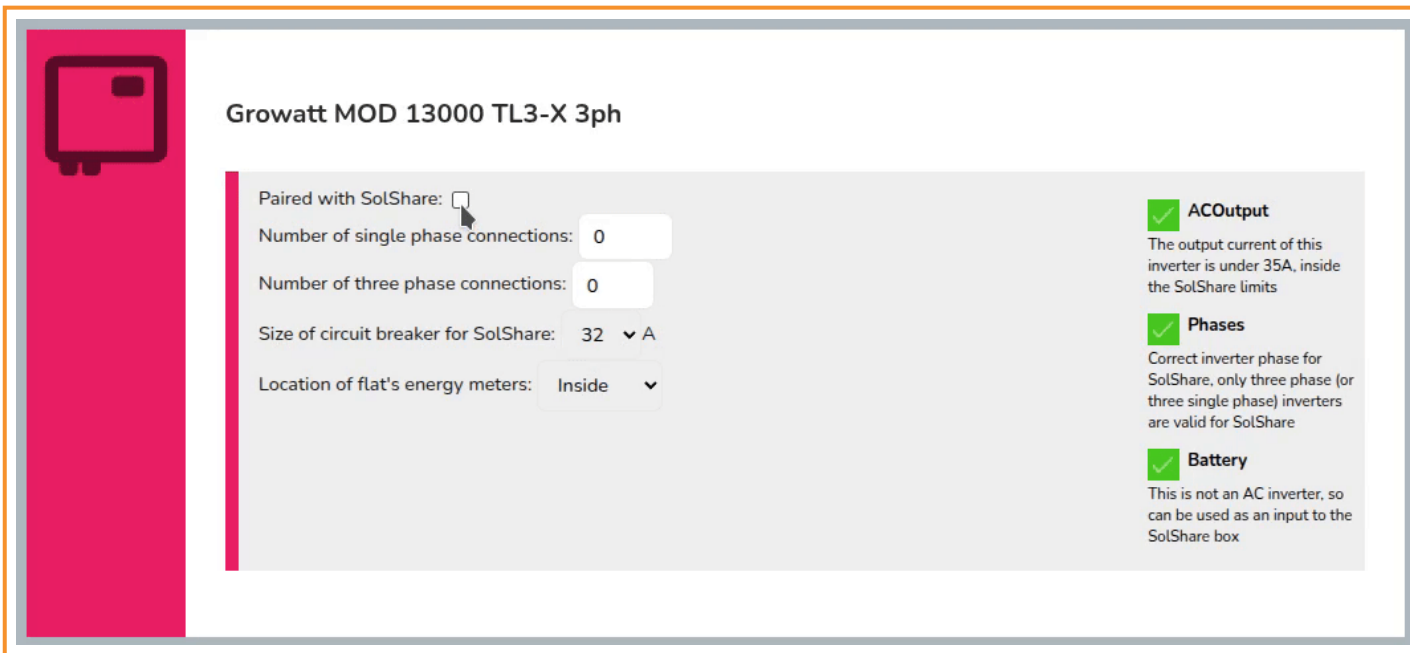 Growatt MOD 13000 TL3-X 3ph
Paired with SolShare:
Number of single phase connections: 0
Number of three phase connections: 0
Size of circuit breaker for SolShare: 32 A
Location of flat's energy meters: Inside
ACOutput
The output current of this
inverter is under 35A, inside
the SolShare limits
Phases
Correct inverter phase for
SolShare, only three phase (or
three single phase) inverters
are valid for SolShare
Battery
This is not an AC inverter, so
can be used as an input to the
SolShare box